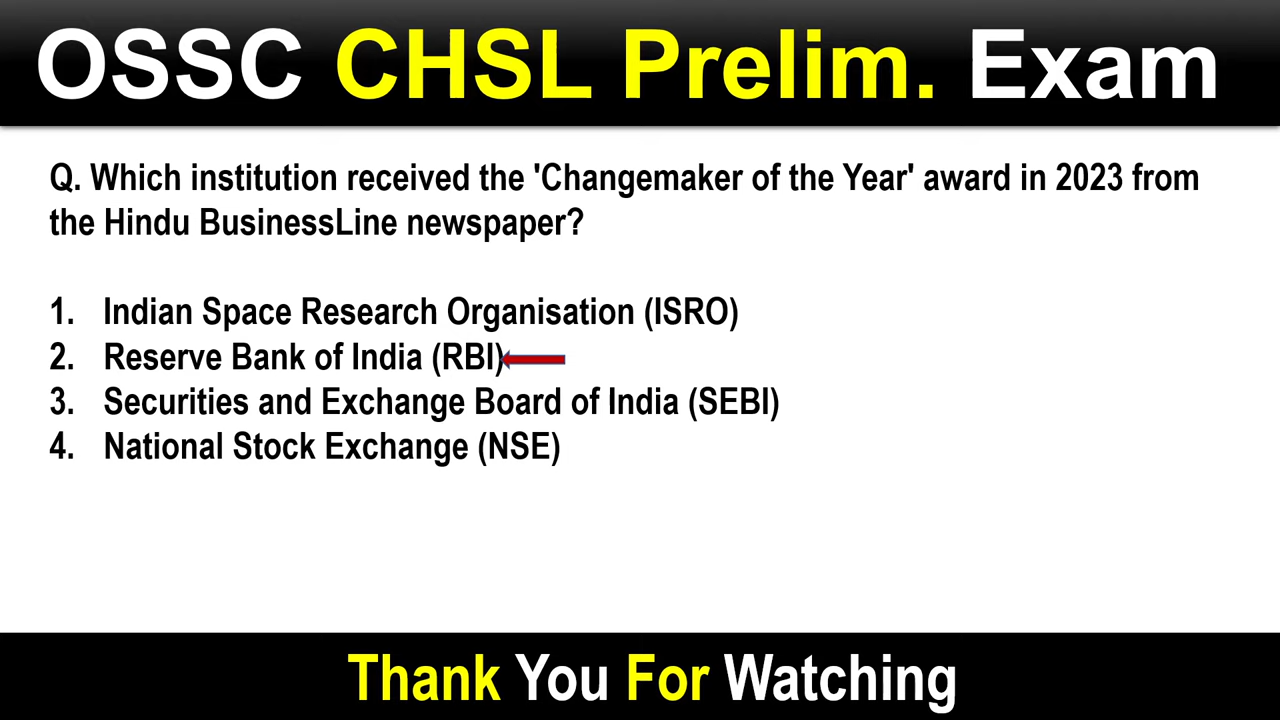 OSSC CHSL Prelim. Exam
Q. Which institution received the 'Changemaker of the Year' award in 2023 from
the Hindu BusinessLine newspaper?
1. Indian Space Research Organisation (ISRO)
2. Reserve Bank of India (RBI)
3. Securities and Exchange Board of India (SEBI)
4. National Stock Exchange (NSE)
Thank You For Watching